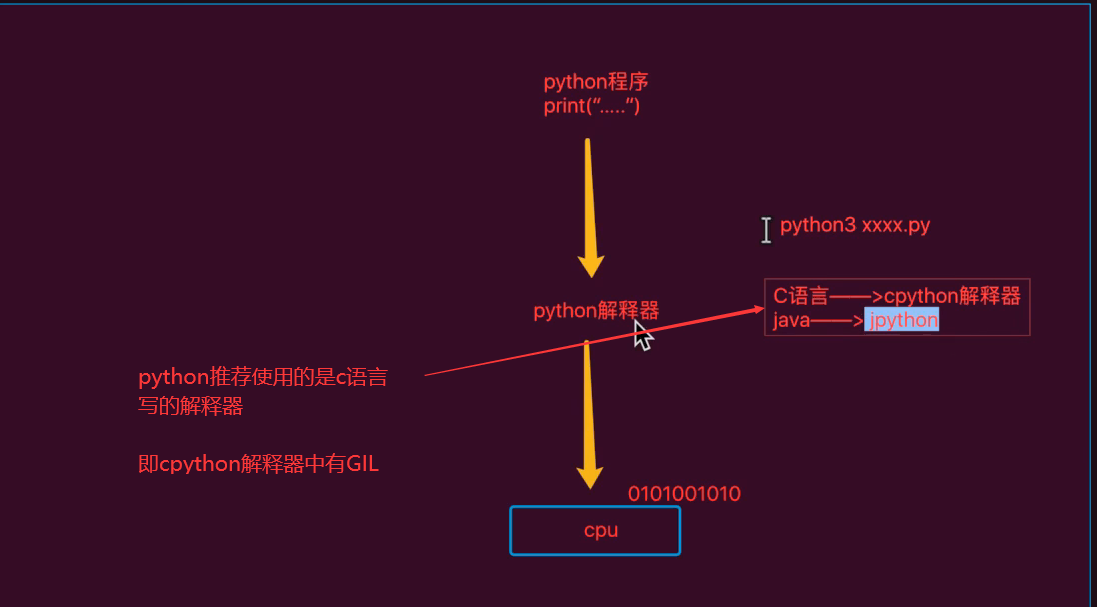 python程序
print(“.....“)
python3 xxxx.py
python解释器
C语言——>cpython解释器
java——> jpython
python推荐使用的是c语言
写的解释器
即cpython解释器中有GIL
0101001010
cpu